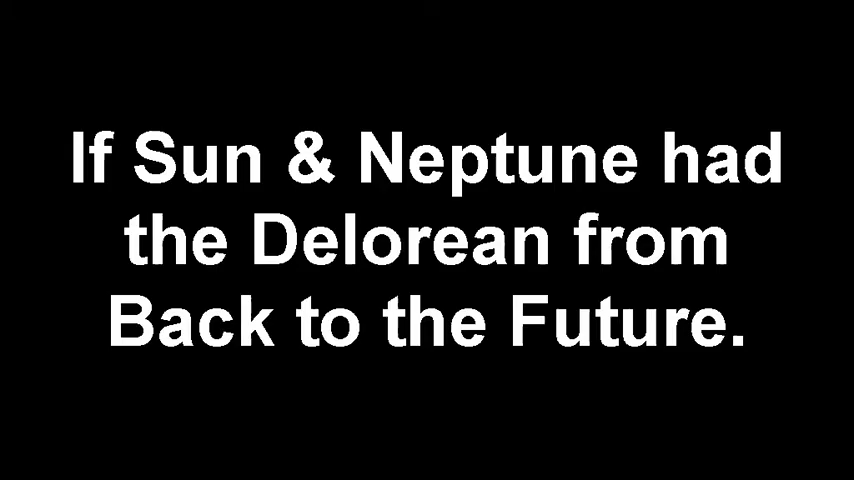 If Sun & Neptune had
the Delorean from
Back to the Future.